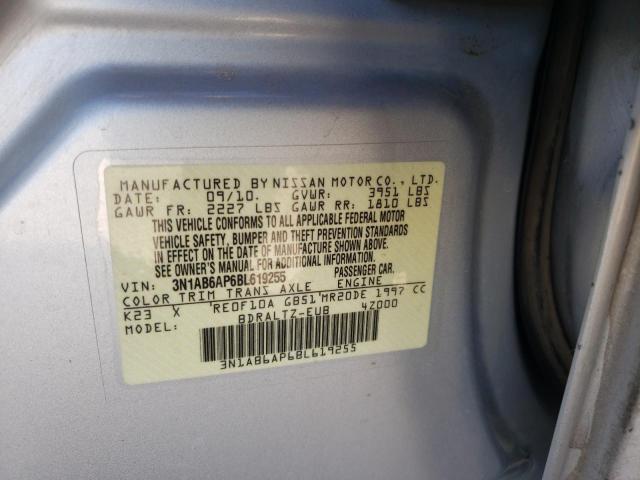 MANUFACTURED BY NISSAN MOTOR CO., LTD.
DATE: 09/10. GVWR: 3951 LBS
GAWR FR: 2227 LBS GAWR RR: 1810 LBS
THIS VEHICLE CONFORMS TO ALL APPLICABLE FEDERAL MOTOR
VEHICLE SAFETY, BUMPER AND THEFT PREVENTION STANDARDS
IN EFFECT ON THE DATE OF MANUFACTURE SHOWN ABOVE.
SEE OWNER'S MANUAL FOR ADDITIONAL INFORMATION
VIN: 3N1AB6AP6BL619255 PASSENGER CAR.
COLOR TRIM TRANS AXLE ENGINE
K23 X 'RE0F10A GB51'MR20DE 1997 CC
MODEL: BDRALTZ-EUB 4Z000
3N1AB6AP6BL619255